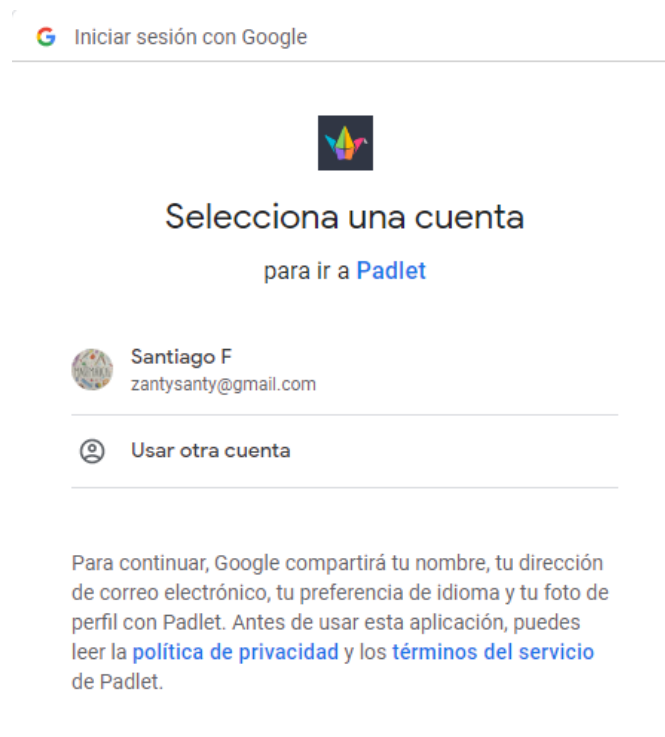 Iniciar sesión con Google
Selecciona una cuenta
para ir a Padlet
Santiago F
zantysanty@gmail.com
Usar otra cuenta
Para continuar, Google compartirá tu nombre, tu dirección
de correo electrónico, tu preferencia de idioma y tu foto de
perfil con Padlet. Antes de usar esta aplicación, puedes
leer la política de privacidad y los términos del servicio
de Padlet.